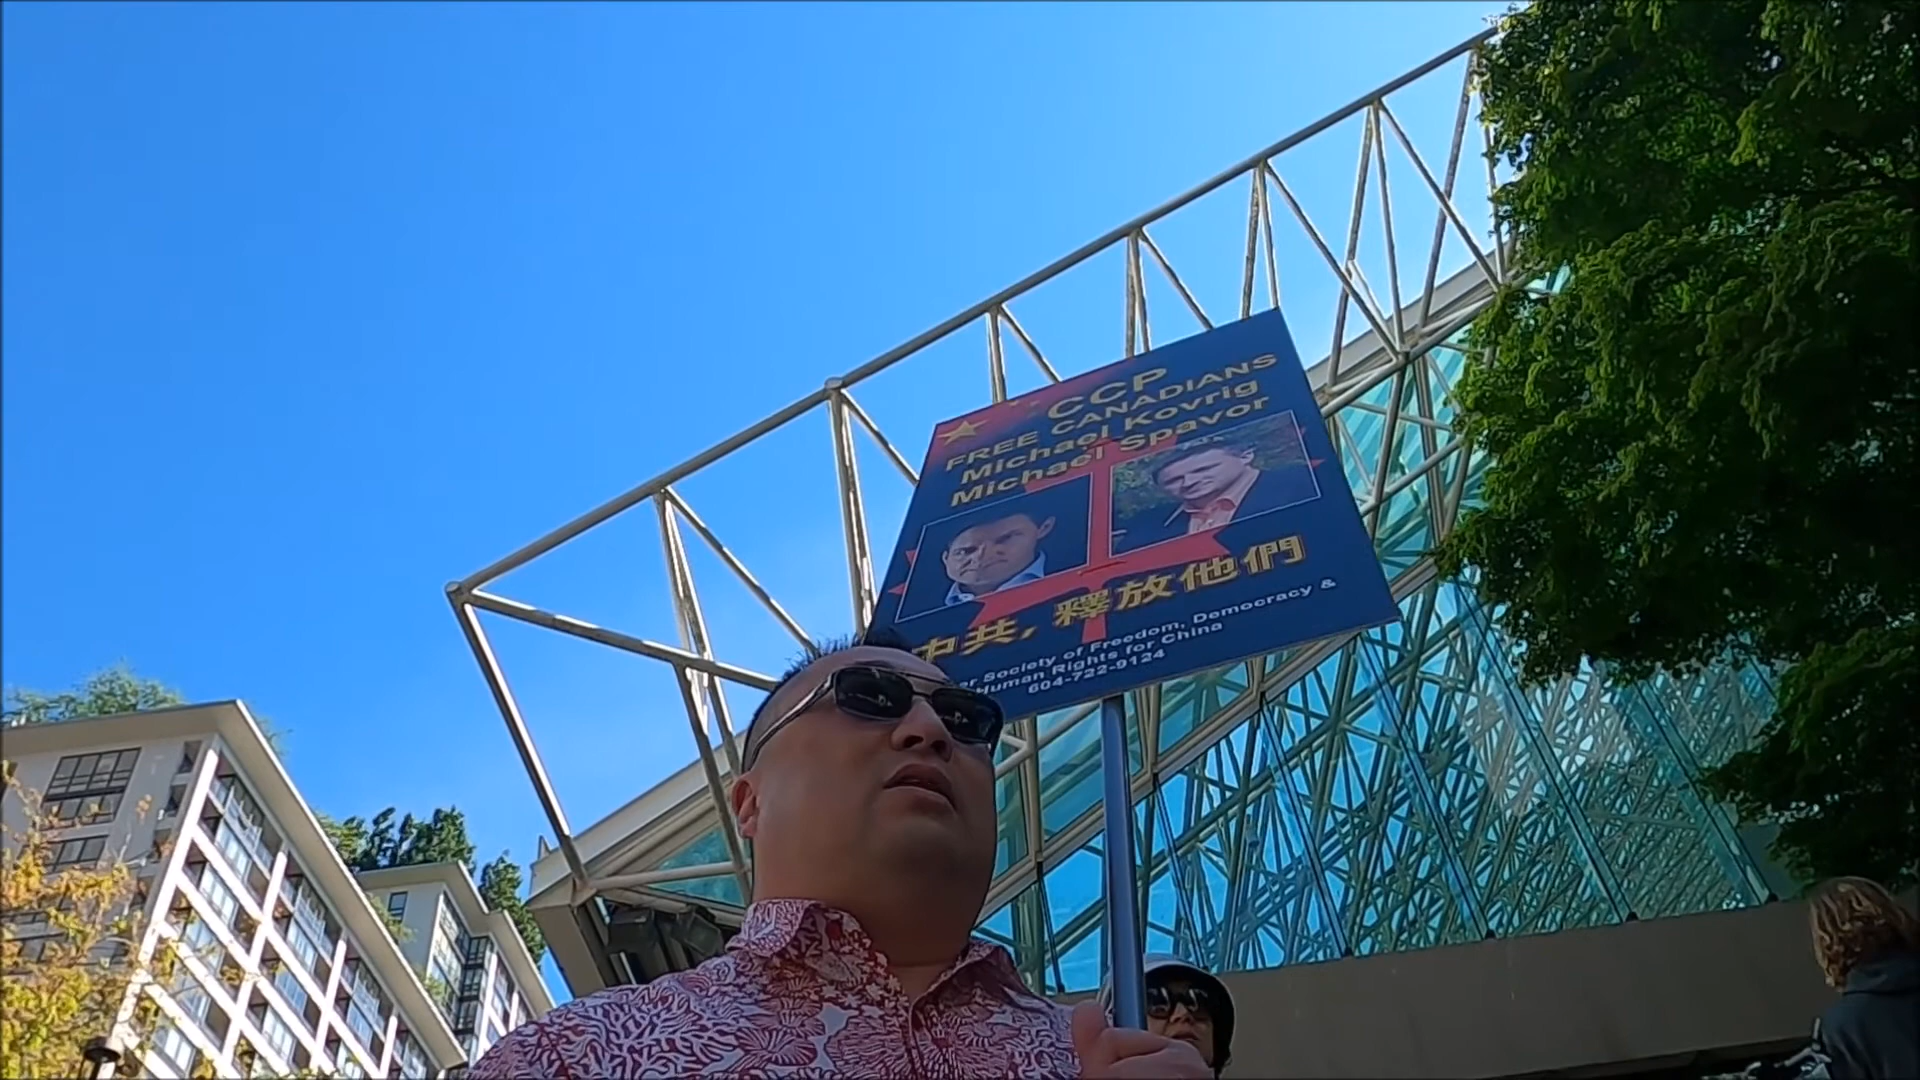 CCP
FREE CANADIANS
Michael Kovrig
Michael Spavor
中共,釋放他們
Society of Freedom, Democracy &
Human Rights for China
604-722-9124